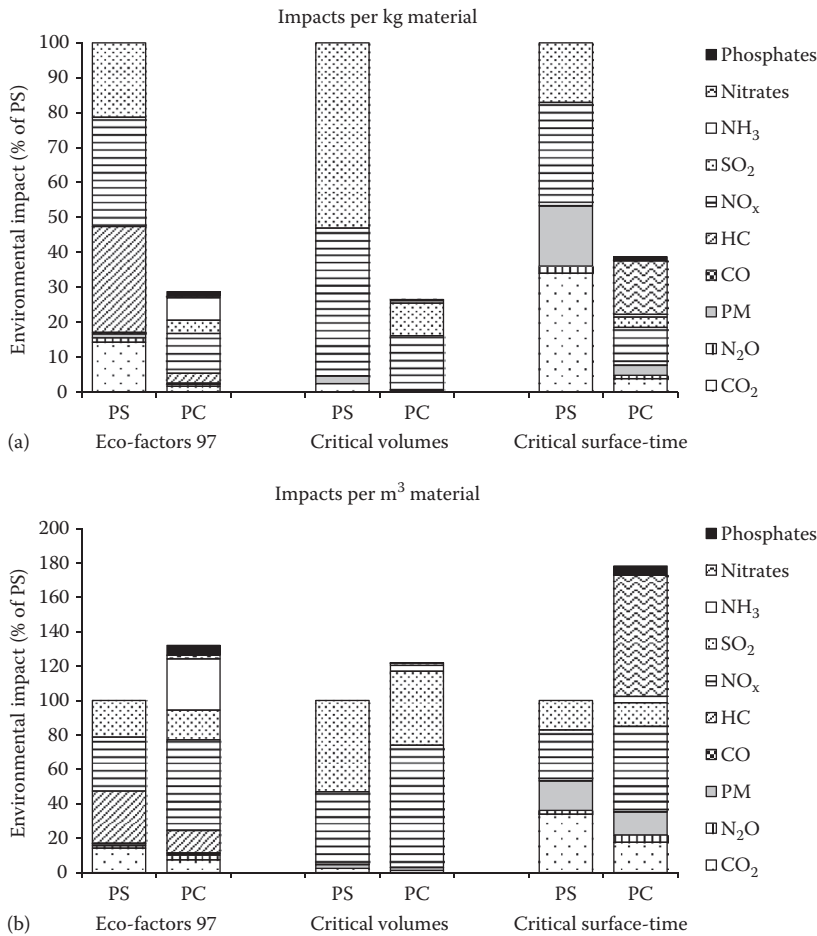 Impacts per kg material
Environmental impact (% of PS)
100
90
80
70
60
50
40
30
20
10
0
PS PC PS PC PS PC
Eco-factors 97 Critical volumes Critical surface-time
Phosphates
Nitrates
NH₃
SO₂
NOₓ
HC
CO
PM
N₂O
CO₂
(a)
Impacts per m³ material
Environmental impact (% of PS)
200
180
160
140
120
100
80
60
40
20
0
PS PC PS PC PS PC
Eco-factors 97 Critical volumes Critical surface-time
Phosphates
Nitrates
NH₃
SO₂
NOₓ
HC
CO
PM
N₂O
CO₂
(b)